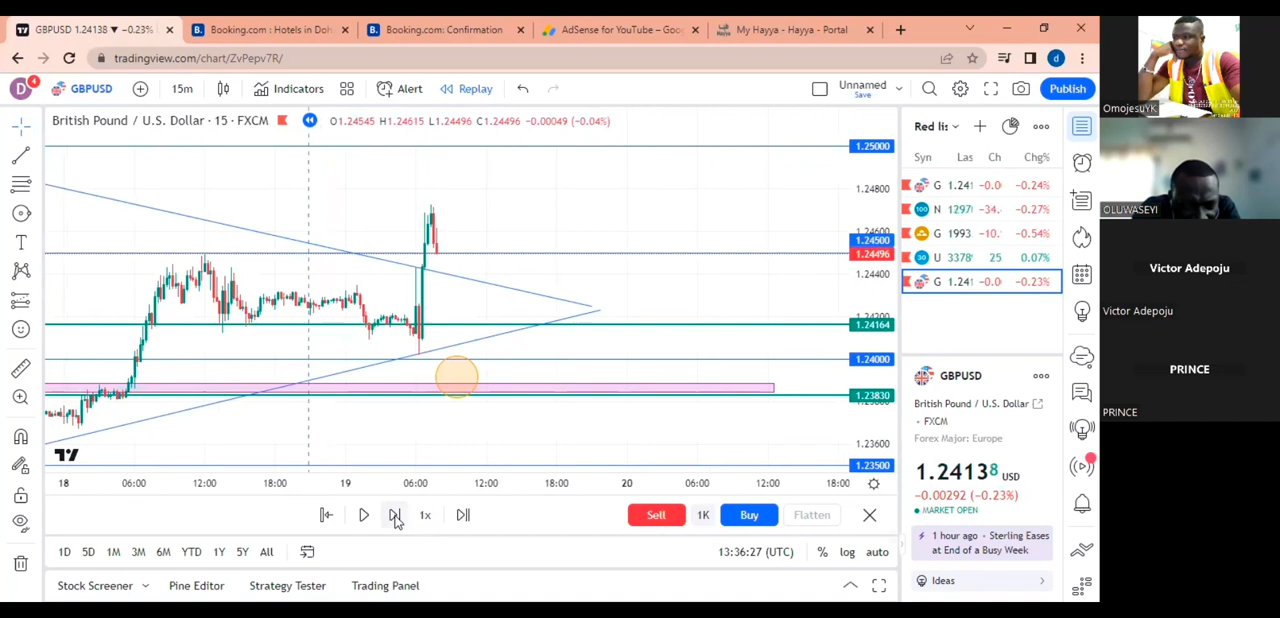 GBPUSD 1.24138 ▼ −0.23%
Booking.com : Hotels in Doh
Booking.com: Confirmation
AdSense for YouTube – Goo
My Hayya - Hayya - Portal
tradingview.com/chart/ZvPepv7R/
d
D 4 GBPUSD 15m Indicators Alert Replay Unnamed Save Publish
British Pound / U.S. Dollar · 15 · FXCM O1.24545 H1.24615 L1.24496 C1.24496 −0.00049 (−0.04%)
1.25000
1.24800
1.24600
1.24500
1.24496
1.24400
1.24200
1.24164
1.24000
1.23830
1.23600
1.23500
18 06:00 12:00 18:00 19 06:00 12:00 20 06:00 12:00 18:00
1x Sell 1K Buy Flatten
1D 5D 1M 3M 6M YTD 1Y 5Y All 13:36:27 (UTC) % log auto
Stock Screener Pine Editor Strategy Tester Trading Panel
Red lis
Syn Las Ch Chg%
G 1.241 −0.0 −0.24%
100 N 1297 −34. −0.27%
G 1993 −10. −0.54%
30 U 3378 25 0.07%
G 1.241 −0.0 −0.23%
GBPUSD
British Pound / U.S. Dollar
• FXCM
Forex Major: Europe
1.24138 USD
−0.00292 (−0.23%)
MARKET OPEN
1 hour ago · Sterling Eases
at End of a Busy Week
Ideas
OmojesuYK
OLUWASEYI
Victor Adepoju
Victor Adepoju
PRINCE
PRINCE